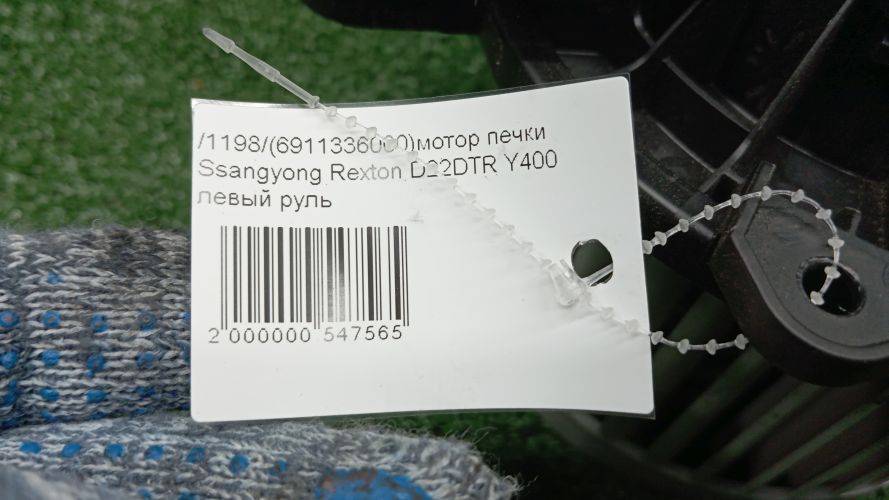 /1198/(6911336000)мотор печки
Ssangyong Rexton D22DTR Y400
левый руль
2 000000 547565